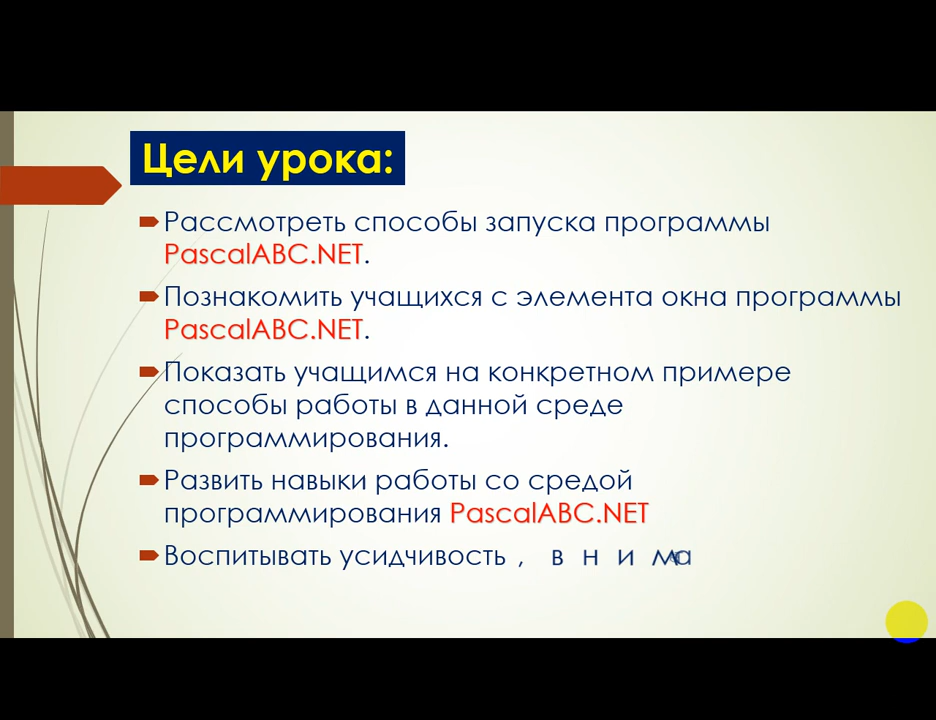 Цели урока:
Рассмотреть способы запуска программы
PascalABC.NET.
Познакомить учащихся с элемента окна программы
PascalABC.NET.
Показать учащимся на конкретном примере
способы работы в данной среде
программирования.
Развить навыки работы со средой
программирования PascalABC.NET
Воспитывать усидчивость ,